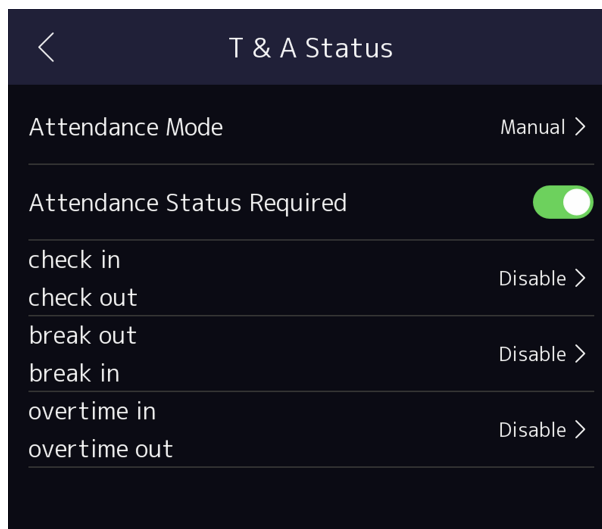 T & A Status
Attendance Mode Manual
Attendance Status Required
check in
check out
Disable
break out
break in
Disable
overtime in
overtime out
Disable